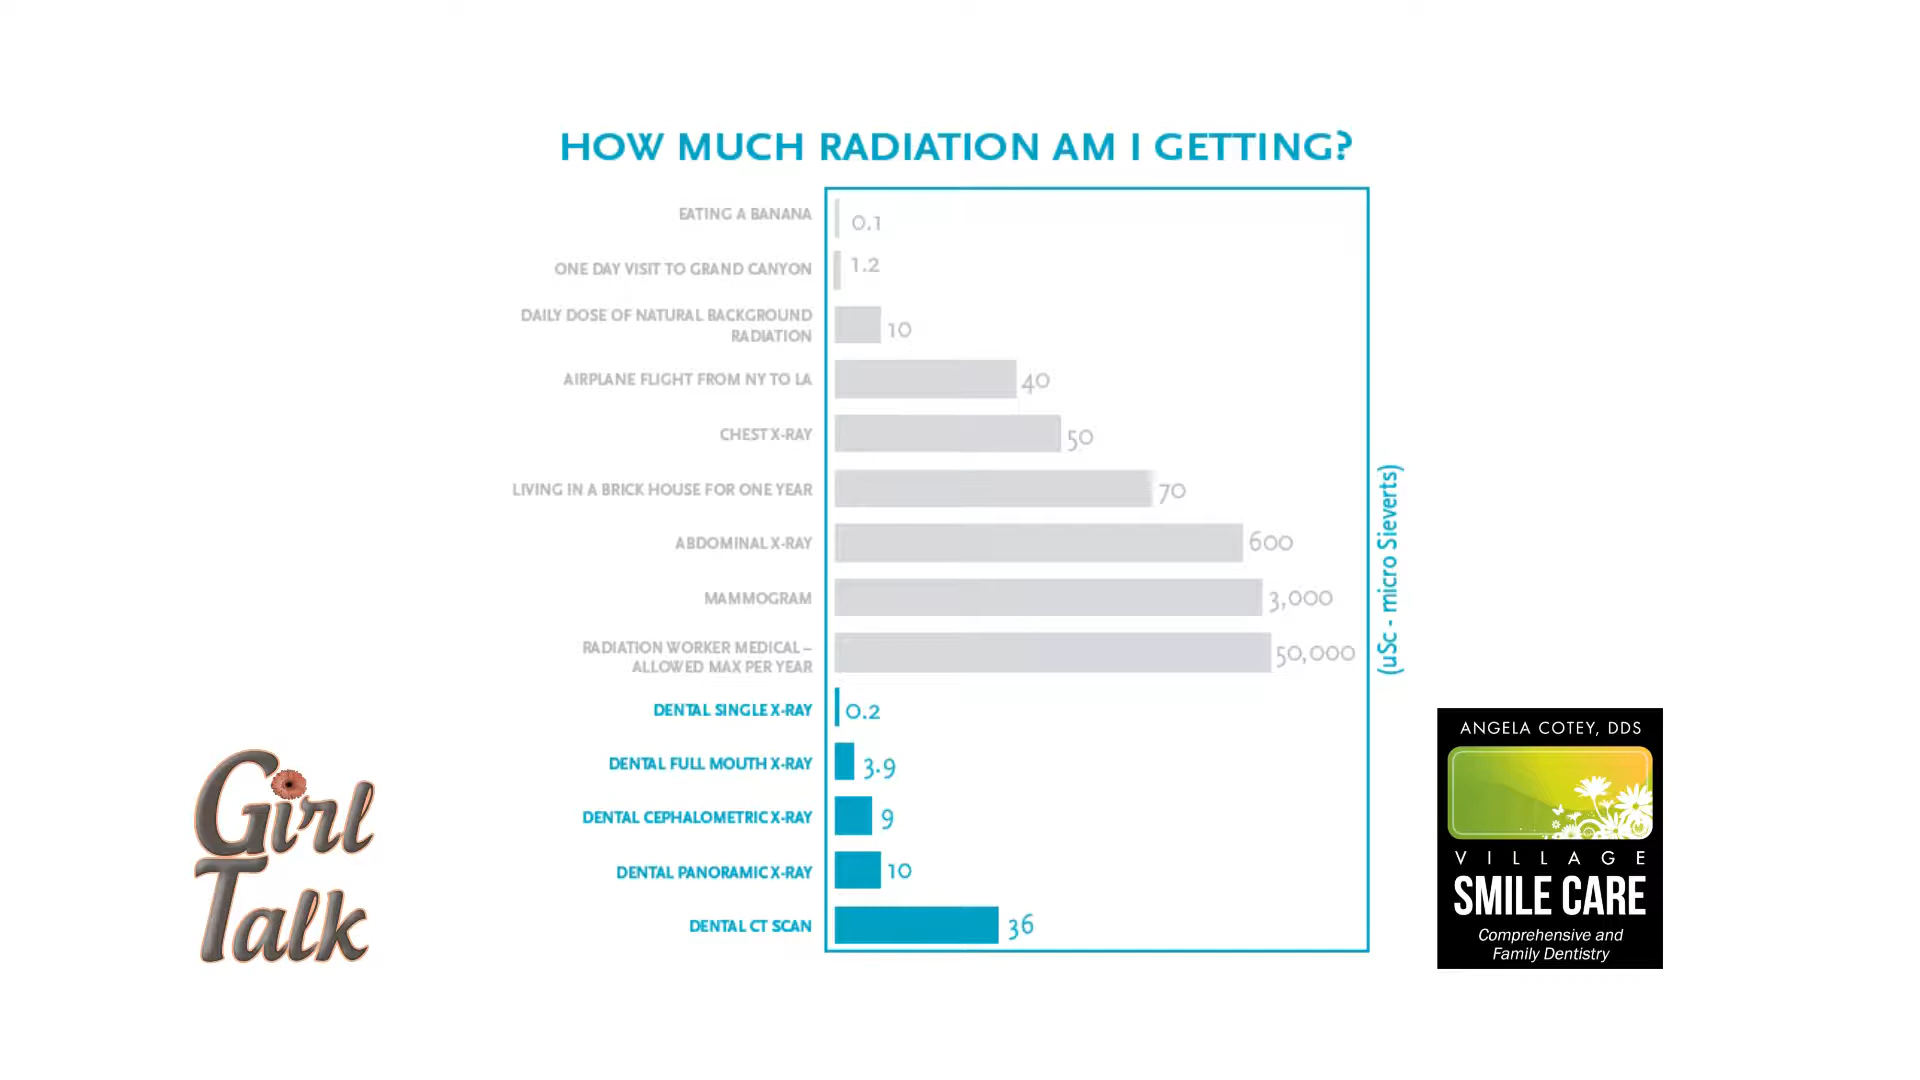 HOW MUCH RADIATION AM I GETTING?
EATING A BANANA 0.1
ONE DAY VISIT TO GRAND CANYON 1.2
DAILY DOSE OF NATURAL BACKGROUND
RADIATION 10
AIRPLANE FLIGHT FROM NY TO LA 40
CHEST X-RAY 50
LIVING IN A BRICK HOUSE FOR ONE YEAR 70
ABDOMINAL X-RAY 600
MAMMOGRAM 3,000
RADIATION WORKER MEDICAL –
ALLOWED MAX PER YEAR 50,000
DENTAL SINGLE X-RAY 0.2
DENTAL FULL MOUTH X-RAY 3.9
DENTAL CEPHALOMETRIC X-RAY 9
DENTAL PANORAMIC X-RAY 10
DENTAL CT SCAN 36
(uSc - micro Sieverts)
Girl
Talk
ANGELA COTEY, DDS
VILLAGE
SMILE CARE
Comprehensive and
Family Dentistry